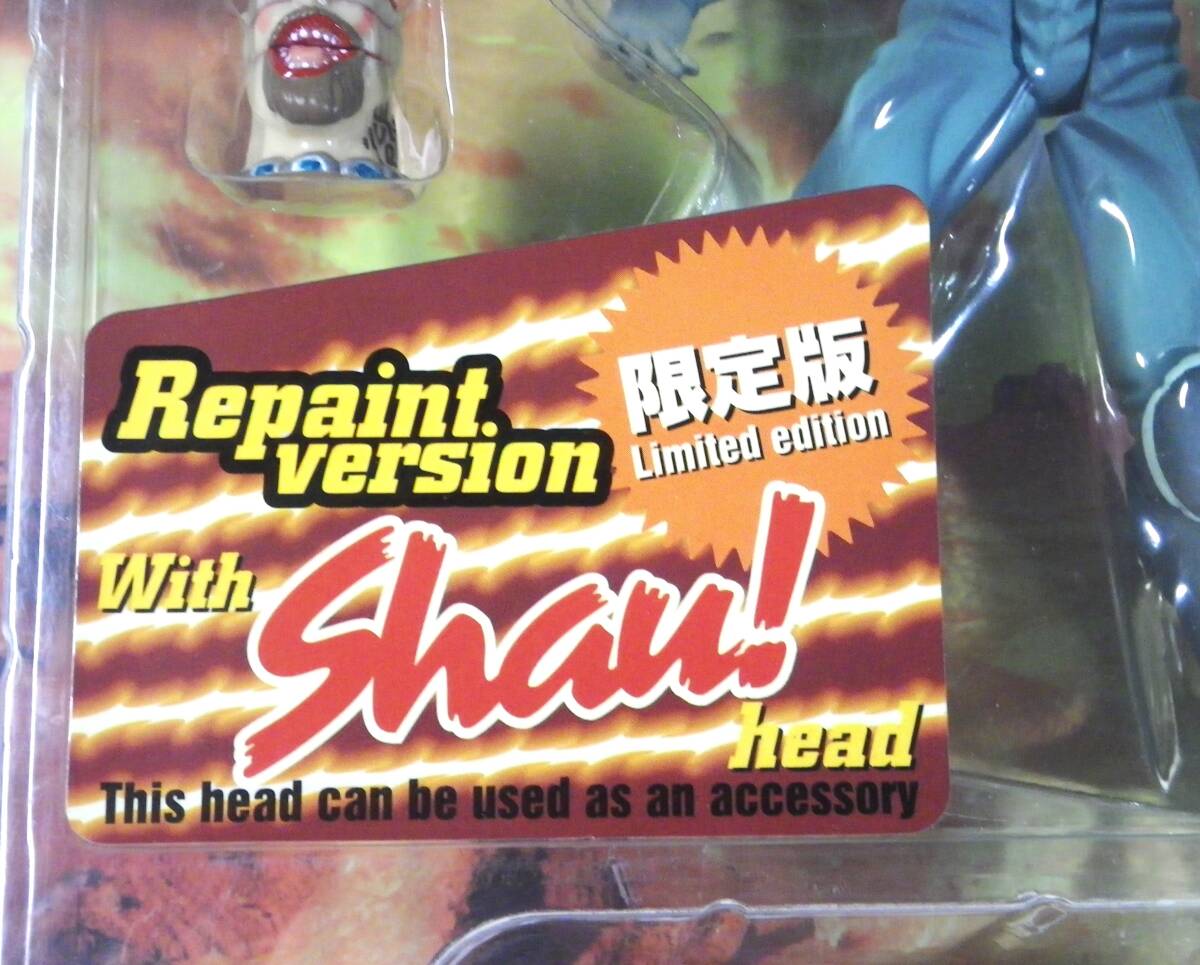 Repaint.
version
限定版
Limited edition
With
Shau!
head
This head can be used as an accessory